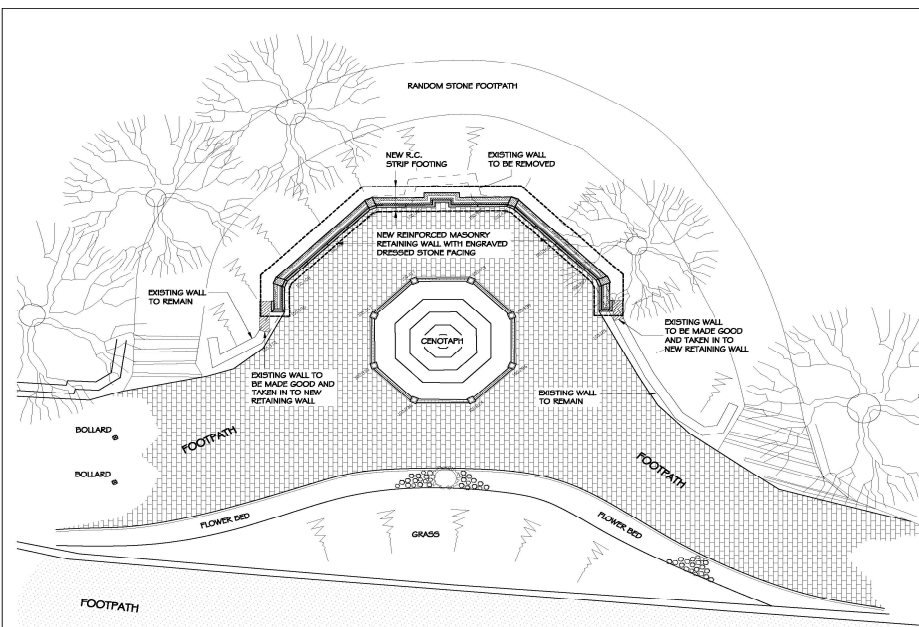 RANDOM STONE FOOTPATH
NEW R.C.
STRIP FOOTING
EXISTING WALL
TO BE REMOVED
NEW REINFORCED MASONRY
RETAINING WALL WITH ENGRAVED
DRESSED STONE FACING
EXISTING WALL
TO REMAIN
CENOTAPH
EXISTING WALL
TO BE MADE GOOD
AND TAKEN IN TO
NEW RETAINING WALL
EXISTING WALL TO
BE MADE GOOD AND
TAKEN IN TO NEW
RETAINING WALL
EXISTING WALL
TO REMAIN
BOLLARD
FOOTPATH
FOOTPATH
BOLLARD
FLOWER BED
GRASS
FLOWER BED
FOOTPATH